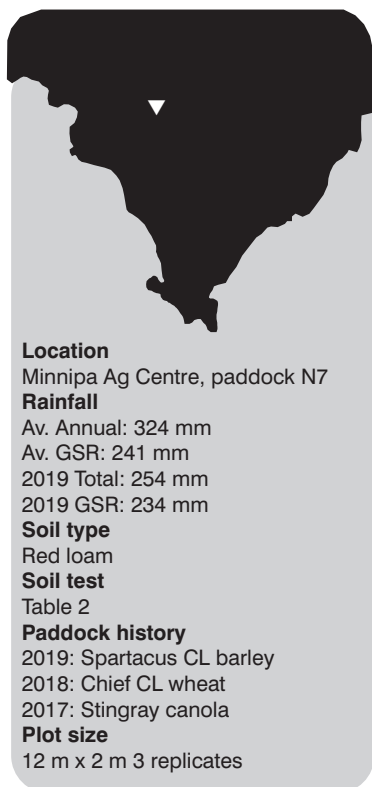 Location
Minnipa Ag Centre, paddock N7
Rainfall
Av. Annual: 324 mm
Av. GSR: 241 mm
2019 Total: 254 mm
2019 GSR: 234 mm
Soil type
Red loam
Soil test
Table 2
Paddock history
2019: Spartacus CL barley
2018: Chief CL wheat
2017: Stingray canola
Plot size
12 m x 2 m 3 replicates